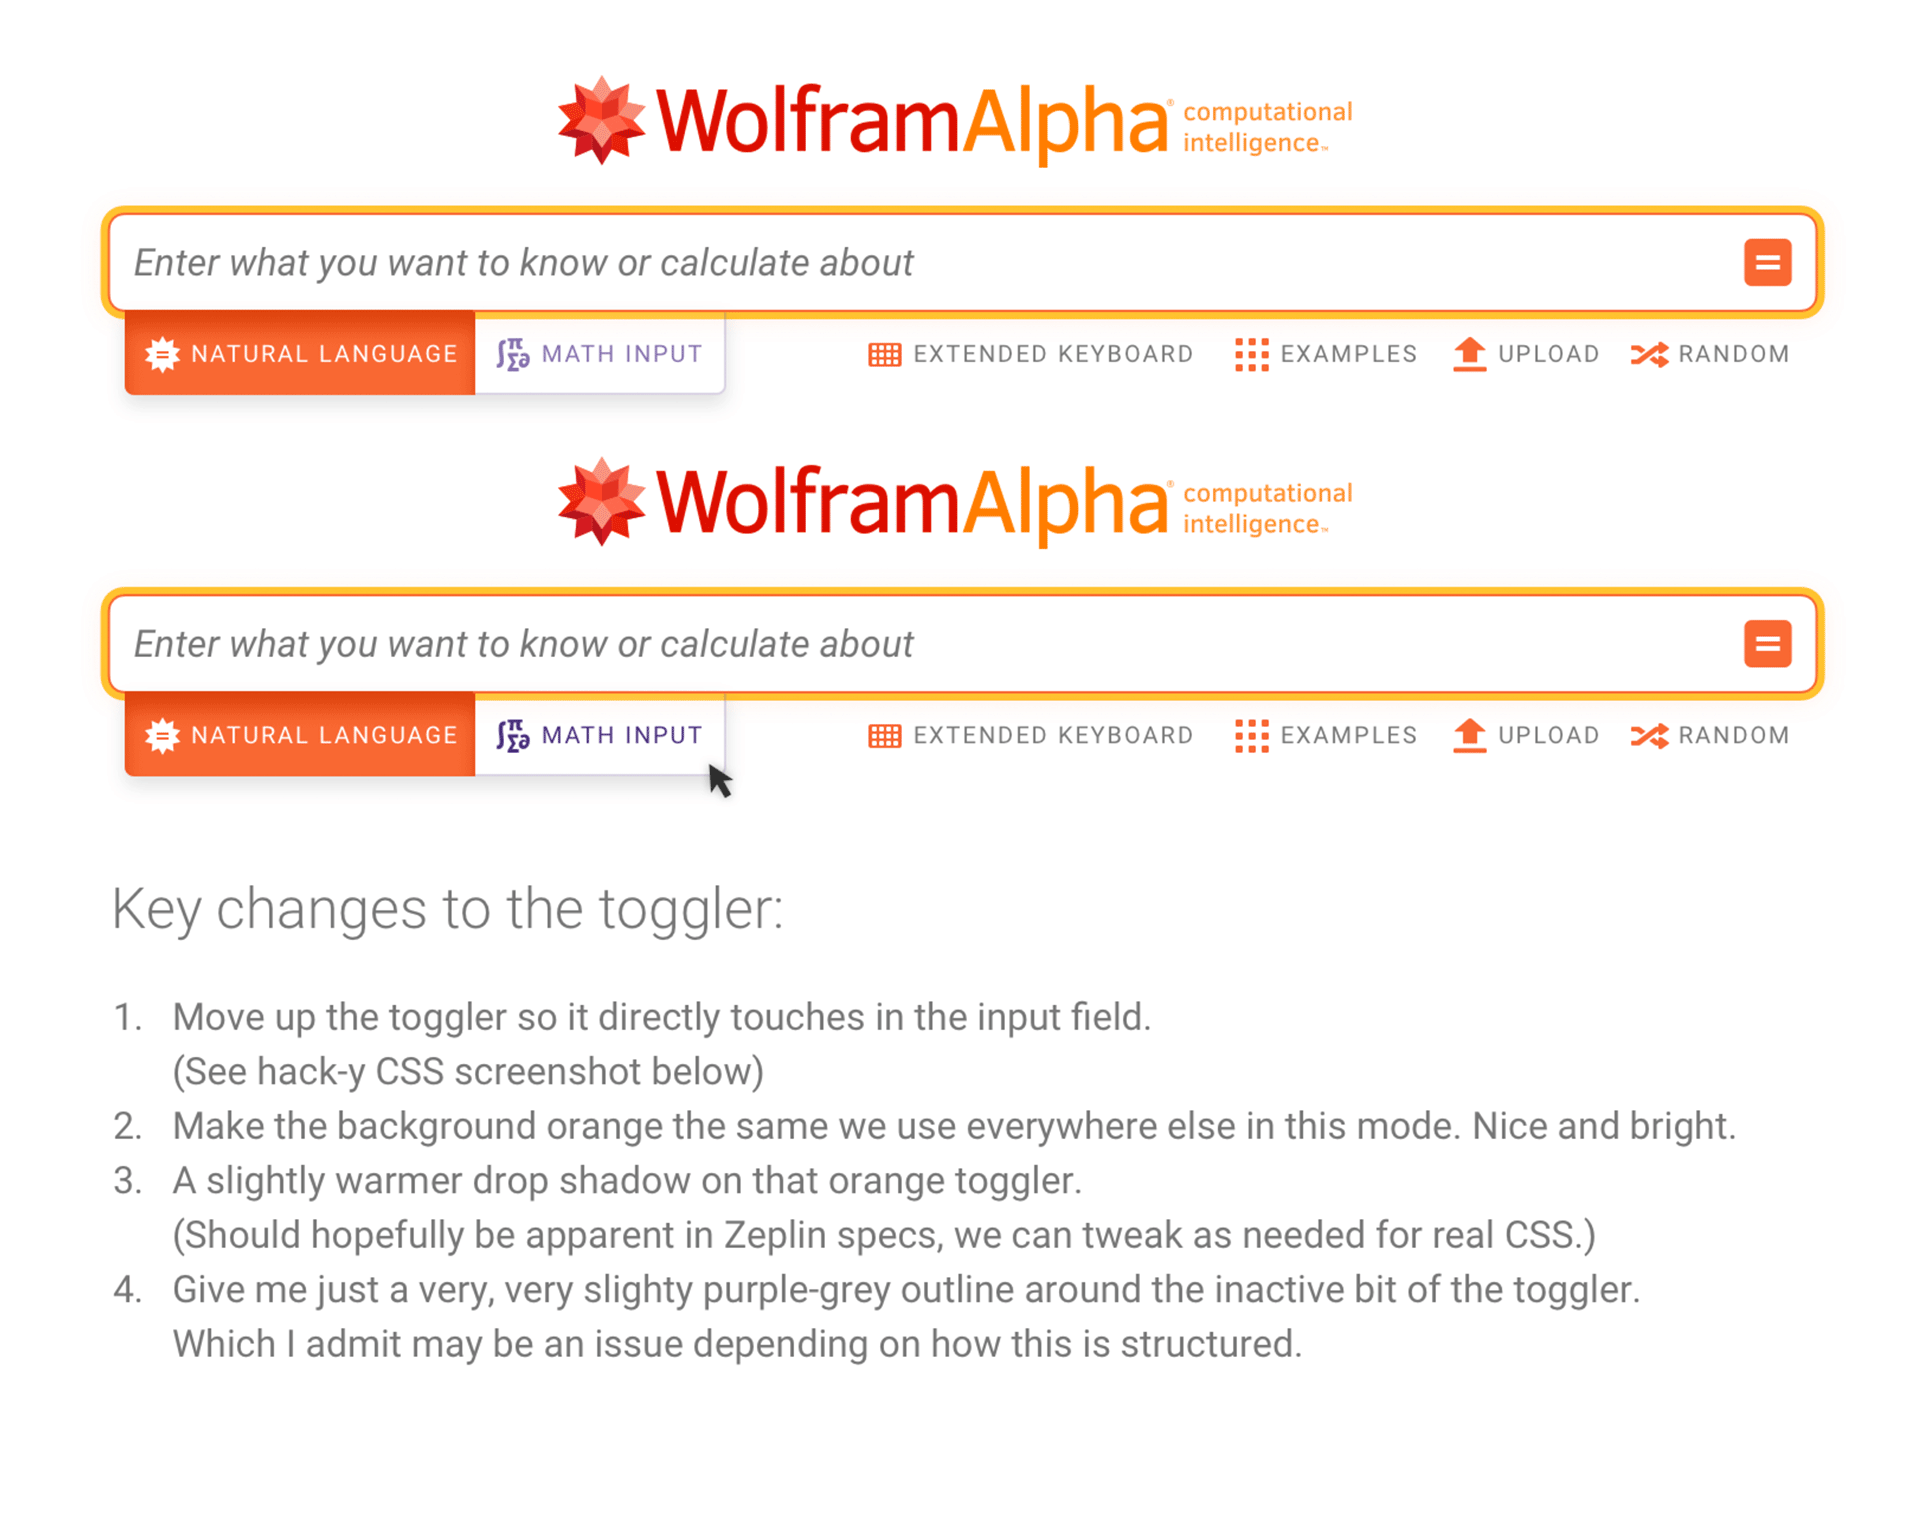 WolframAlpha® computational
intelligence™
Enter what you want to know or calculate about =
NATURAL LANGUAGE ∫π Σ∂ MATH INPUT EXTENDED KEYBOARD EXAMPLES UPLOAD RANDOM
WolframAlpha® computational
intelligence™
Enter what you want to know or calculate about =
NATURAL LANGUAGE ∫π Σ∂ MATH INPUT EXTENDED KEYBOARD EXAMPLES UPLOAD RANDOM
Key changes to the toggler:
1. Move up the toggler so it directly touches in the input field.
(See hack-y CSS screenshot below)
2. Make the background orange the same we use everywhere else in this mode. Nice and bright.
3. A slightly warmer drop shadow on that orange toggler.
(Should hopefully be apparent in Zeplin specs, we can tweak as needed for real CSS.)
4. Give me just a very, very slighty purple-grey outline around the inactive bit of the toggler.
Which I admit may be an issue depending on how this is structured.